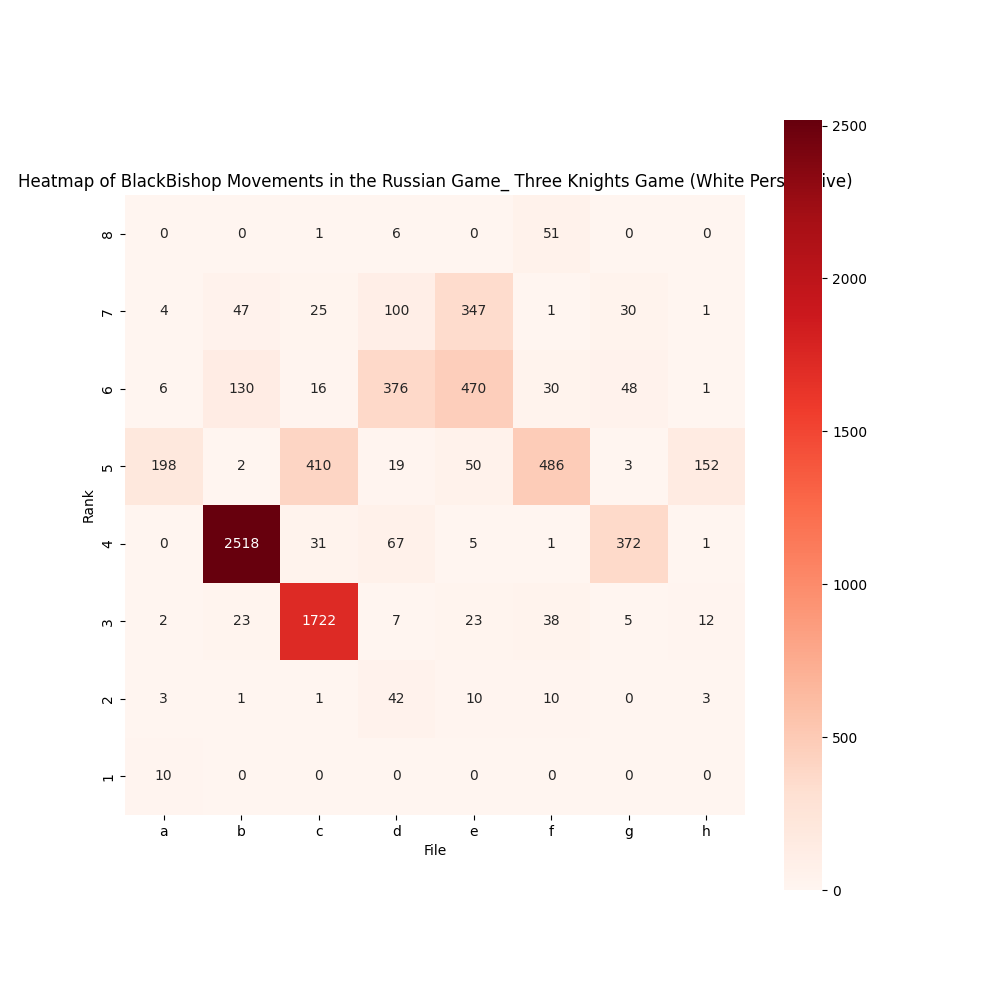 2500
Heatmap of BlackBishop Movements in the Russian Game_ Three Knights Game (White Pers ive)
8 0 0 1 6 0 51 0 0
2000
7 4 47 25 100 347 1 30 1
6 6 130 16 376 470 30 48 1
1500
5 198 2 410 19 50 486 3 152
Rank
4 0 2518 31 67 5 1 372 1
1000
3 2 23 1722 7 23 38 5 12
500
2 3 1 1 42 10 10 0 3
1 10 0 0 0 0 0 0 0
a b c d e f g h
File
0